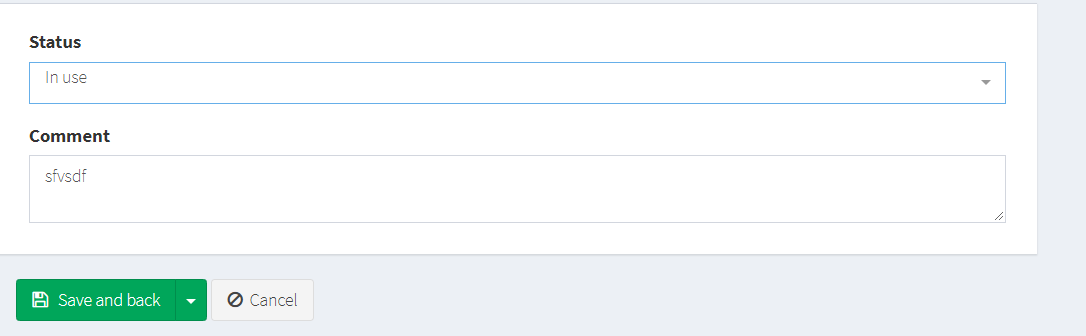 Status
In use
Comment
sfvsdf
Save and back
Cancel